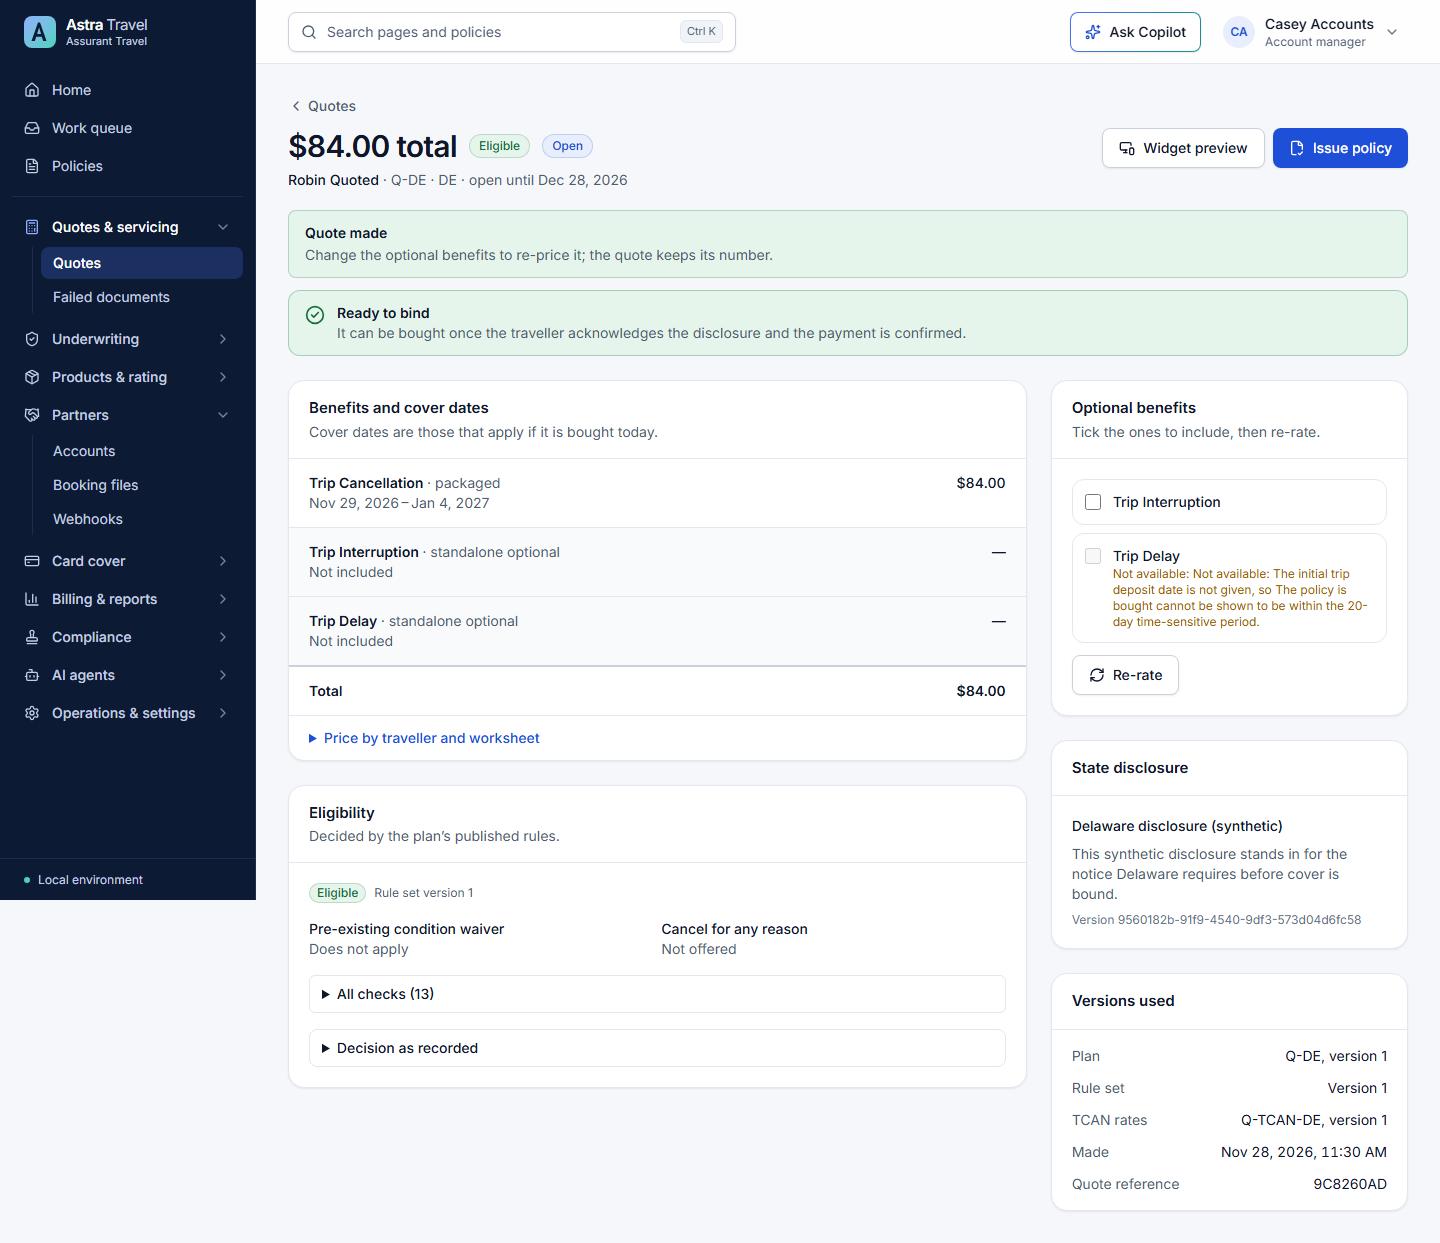 Astra Travel
Assurant Travel
Search pages and policies
Ctrl K
Ask Copilot
CA
Casey Accounts
Account manager
Home
Work queue
Policies
Quotes & servicing
Quotes
Failed documents
Underwriting
Products & rating
Partners
Accounts
Booking files
Webhooks
Card cover
Billing & reports
Compliance
AI agents
Operations & settings
Local environment
Quotes
$84.00 total
Eligible
Open
Widget preview
Issue policy
Robin Quoted · Q-DE · DE · open until Dec 28, 2026
Quote made
Change the optional benefits to re-price it; the quote keeps its number.
Ready to bind
It can be bought once the traveller acknowledges the disclosure and the payment is confirmed.
Benefits and cover dates
Cover dates are those that apply if it is bought today.
Trip Cancellation · packaged
$84.00
Nov 29, 2026 – Jan 4, 2027
Trip Interruption · standalone optional
—
Not included
Trip Delay · standalone optional
—
Not included
Total
$84.00
Price by traveller and worksheet
Eligibility
Decided by the plan’s published rules.
Eligible
Rule set version 1
Pre-existing condition waiver
Does not apply
Cancel for any reason
Not offered
All checks (13)
Decision as recorded
Optional benefits
Tick the ones to include, then re-rate.
Trip Interruption
Trip Delay
Not available: Not available: The initial trip
deposit date is not given, so The policy is
bought cannot be shown to be within the 20-
day time-sensitive period.
Re-rate
State disclosure
Delaware disclosure (synthetic)
This synthetic disclosure stands in for the
notice Delaware requires before cover is
bound.
Version 9560182b-91f9-4540-9df3-573d04d6fc58
Versions used
Plan
Q-DE, version 1
Rule set
Version 1
TCAN rates
Q-TCAN-DE, version 1
Made
Nov 28, 2026, 11:30 AM
Quote reference
9C8260AD